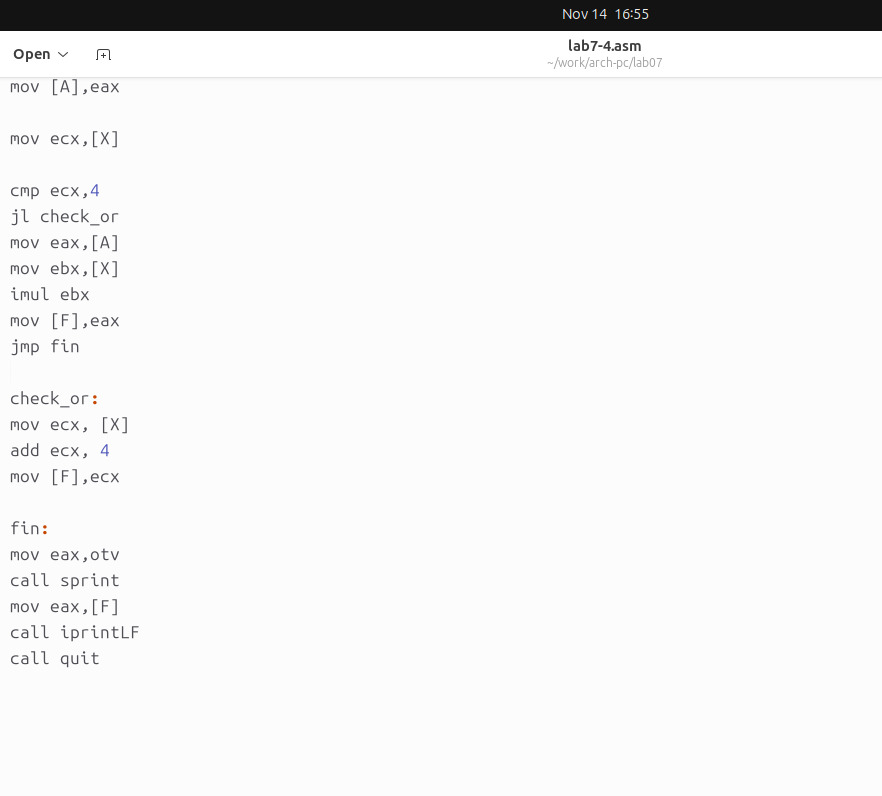 Nov 14 16:55
Open
lab7-4.asm
~/work/arch-pc/lab07
mov [A],eax
mov ecx,[X]
cmp ecx,4
jl check_or
mov eax,[A]
mov ebx,[X]
imul ebx
mov [F],eax
jmp fin
check_or:
mov ecx, [X]
add ecx, 4
mov [F],ecx
fin:
mov eax,otv
call sprint
mov eax,[F]
call iprintLF
call quit